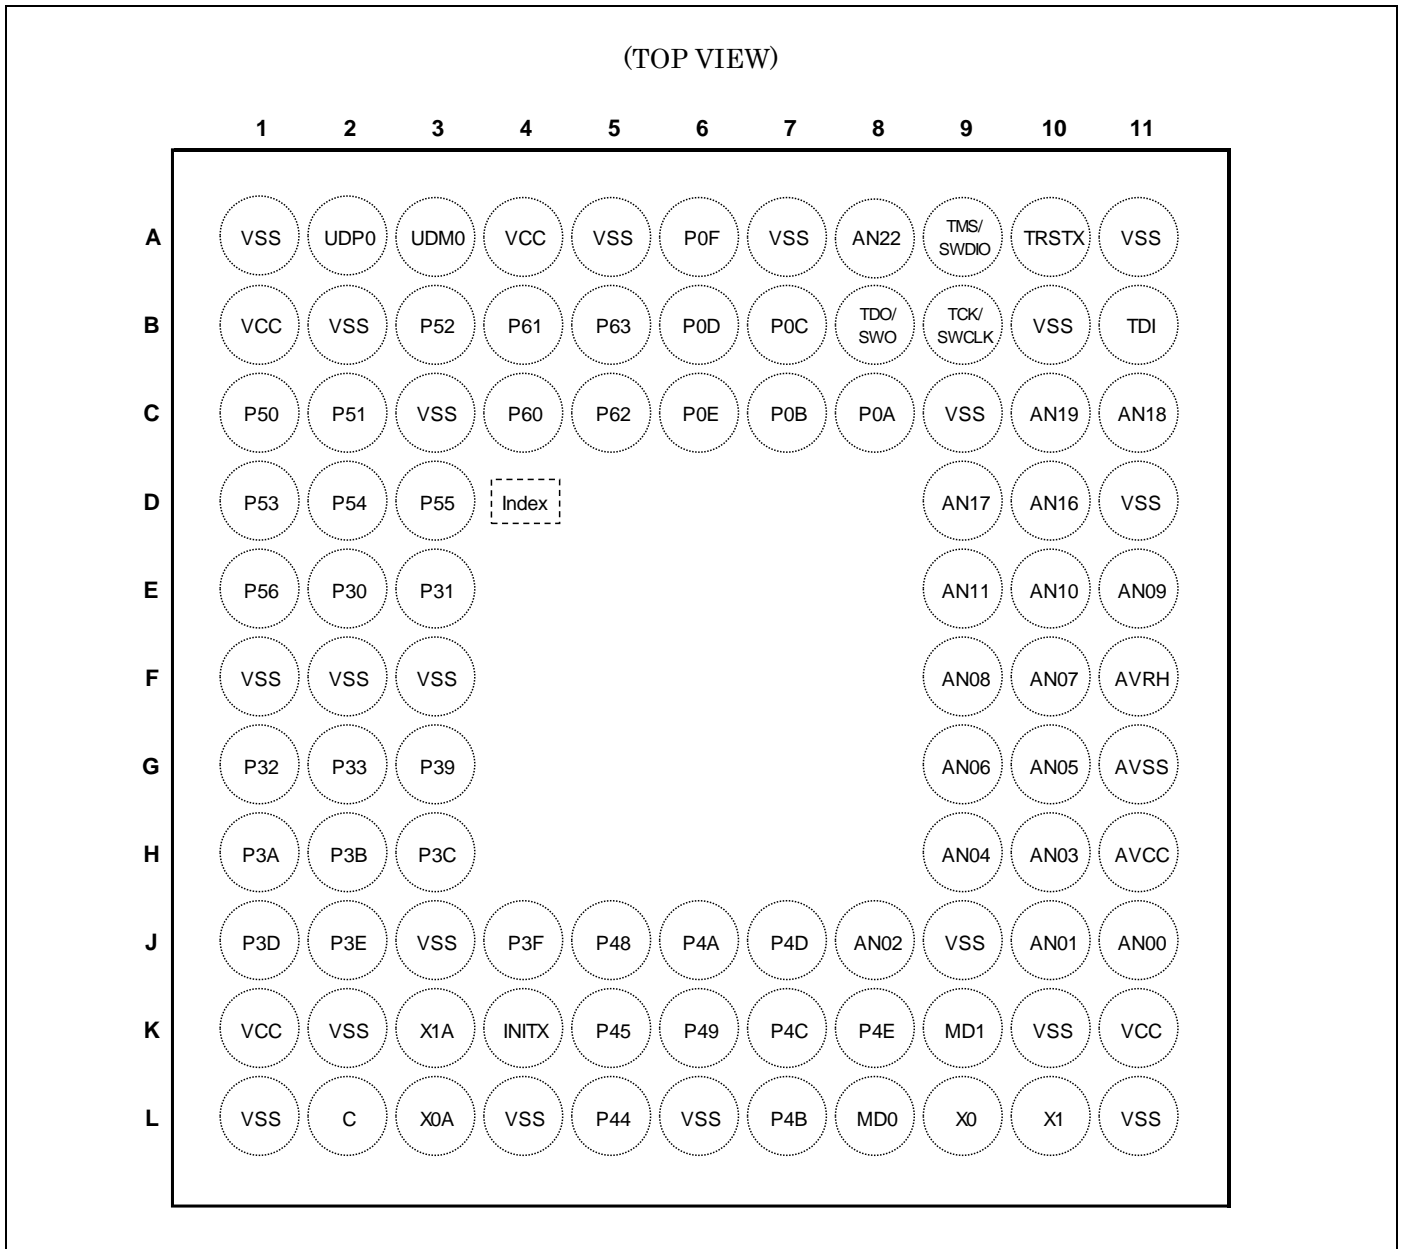 (TOP VIEW)
1 2 3 4 5 6 7 8 9 10 11
A VSS UDP0 UDM0 VCC VSS P0F VSS AN22 TMS/SWDIO TRSTX VSS
B VCC VSS P52 P61 P63 P0D P0C TDO/SWO TCK/SWCLK VSS TDI
C P50 P51 VSS P60 P62 P0E P0B P0A VSS AN19 AN18
D P53 P54 P55 Index AN17 AN16 VSS
E P56 P30 P31 AN11 AN10 AN09
F VSS VSS VSS AN08 AN07 AVRH
G P32 P33 P39 AN06 AN05 AVSS
H P3A P3B P3C AN04 AN03 AVCC
J P3D P3E VSS P3F P48 P4A P4D AN02 VSS AN01 AN00
K VCC VSS X1A INITX P45 P49 P4C P4E MD1 VSS VCC
L VSS C X0A VSS P44 VSS P4B MD0 X0 X1 VSS